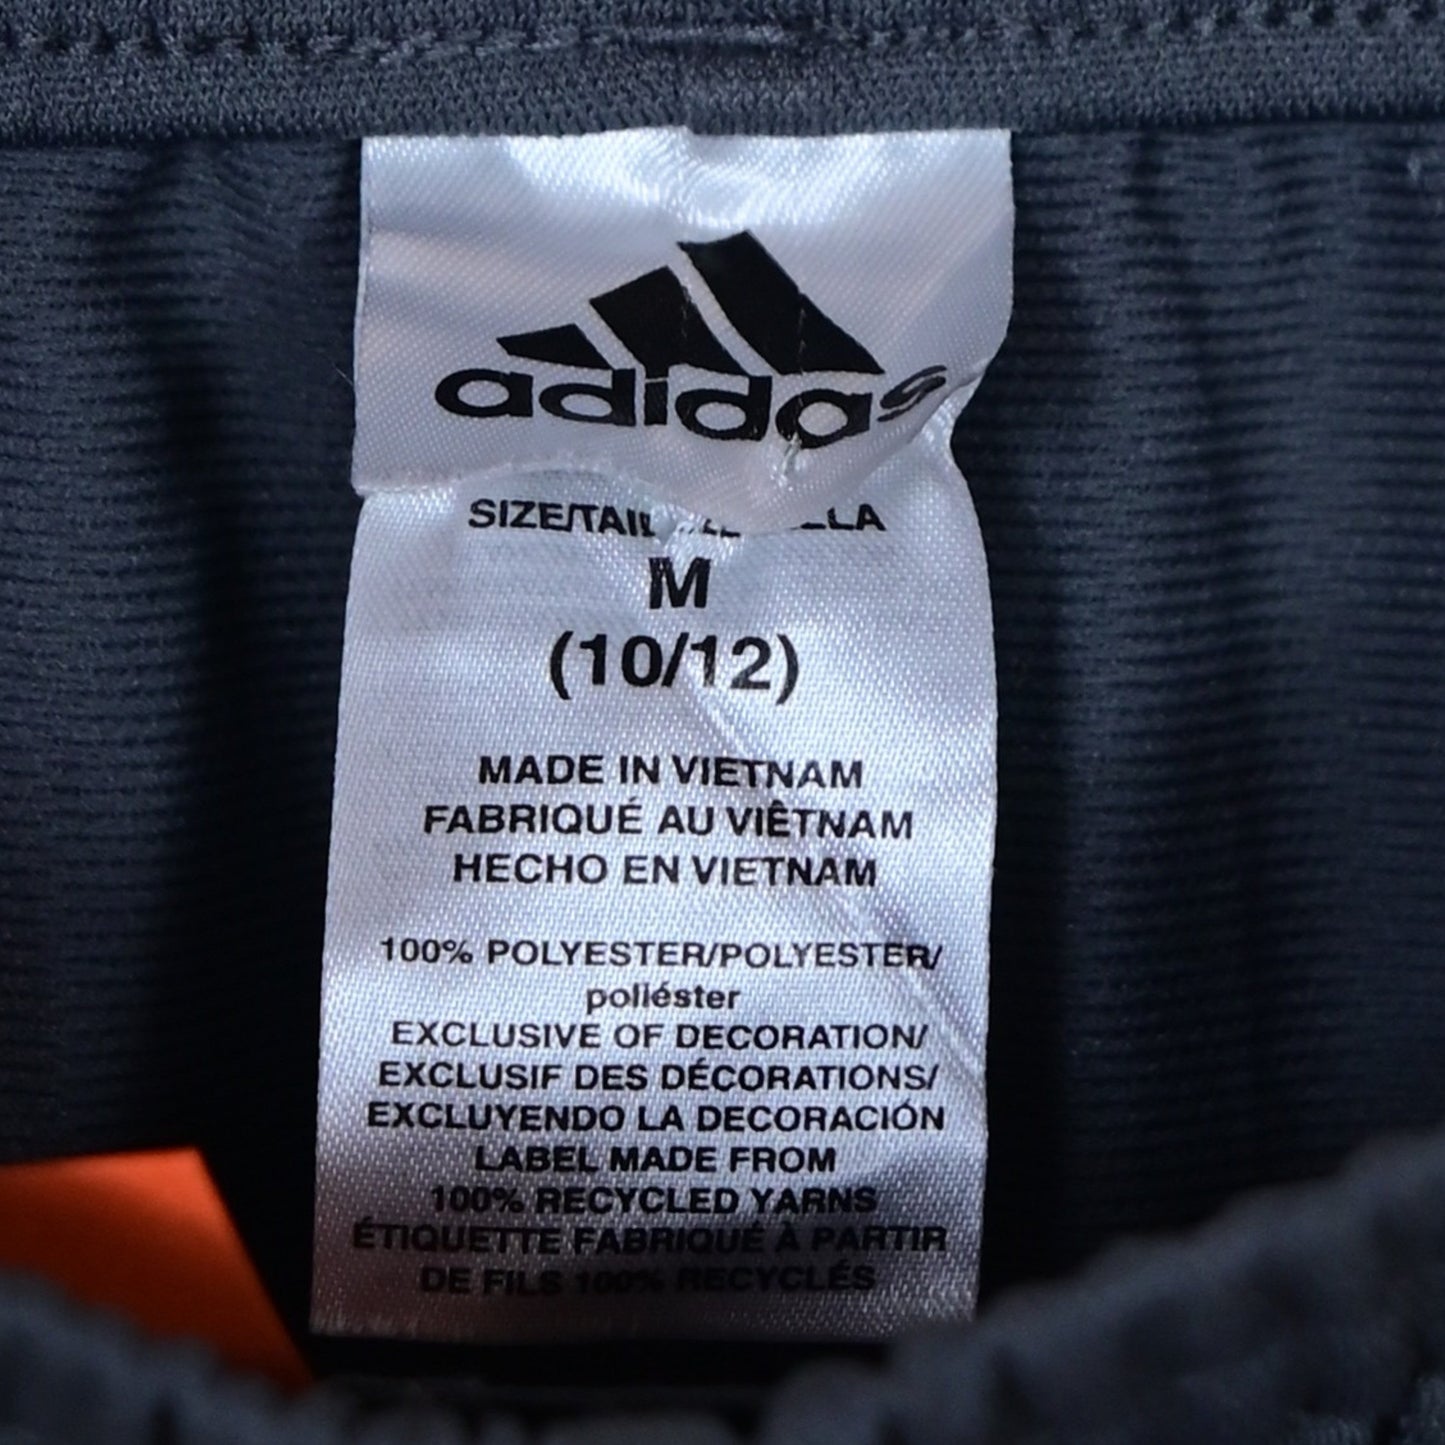 adidas
SIZE/TAIL
M
(10/12)
MADE IN VIETNAM
FABRIQUÉ AU VIÊTNAM
HECHO EN VIETNAM
100% POLYESTER/POLYESTER/
poliéster
EXCLUSIVE OF DECORATION/
EXCLUSIF DES DÉCORATIONS/
EXCLUYENDO LA DECORACIÓN
LABEL MADE FROM
100% RECYCLED YARNS
ÉTIQUETTE FABRIQUÉ À PARTIR
DE FILS 100% RECYCLÉS